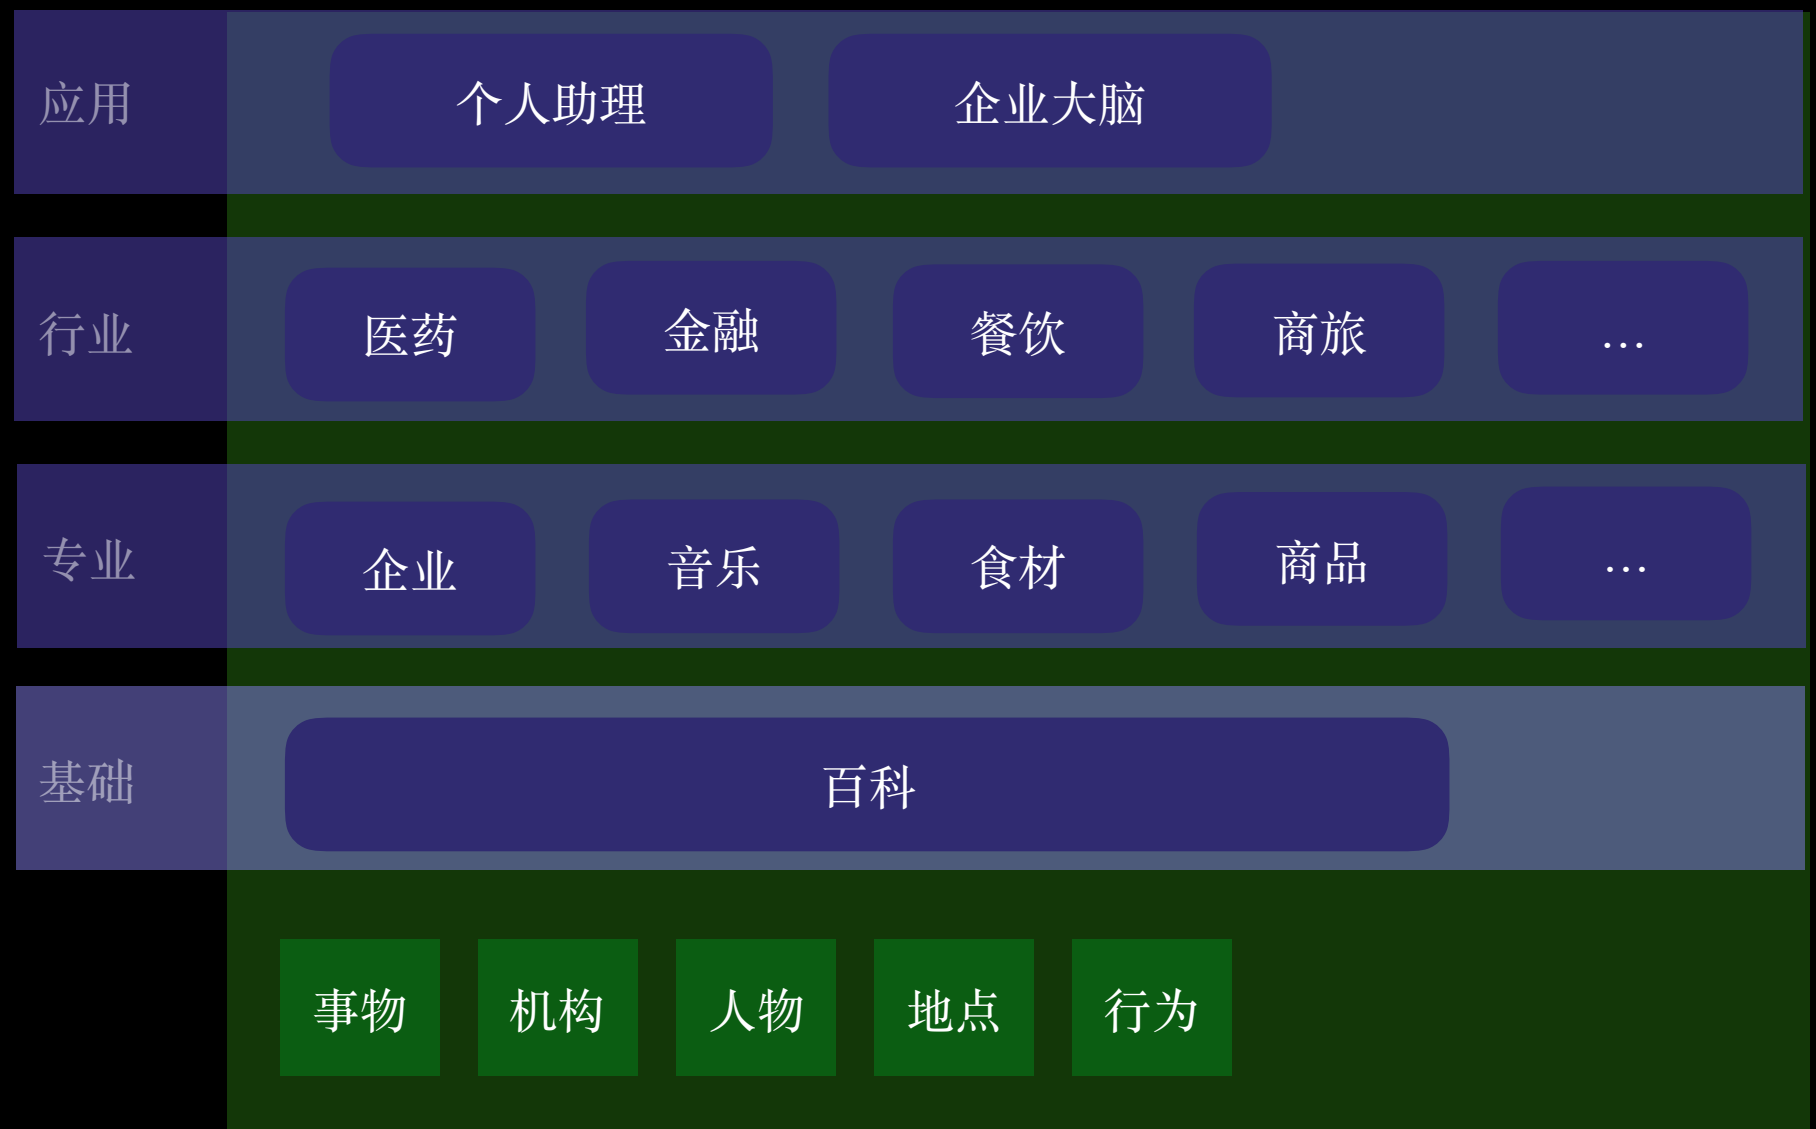 应用
个人助理
企业大脑
行业
医药
金融
餐饮
商旅
...
专业
企业
音乐
食材
商品
...
基础
百科
事物
机构
人物
地点
行为